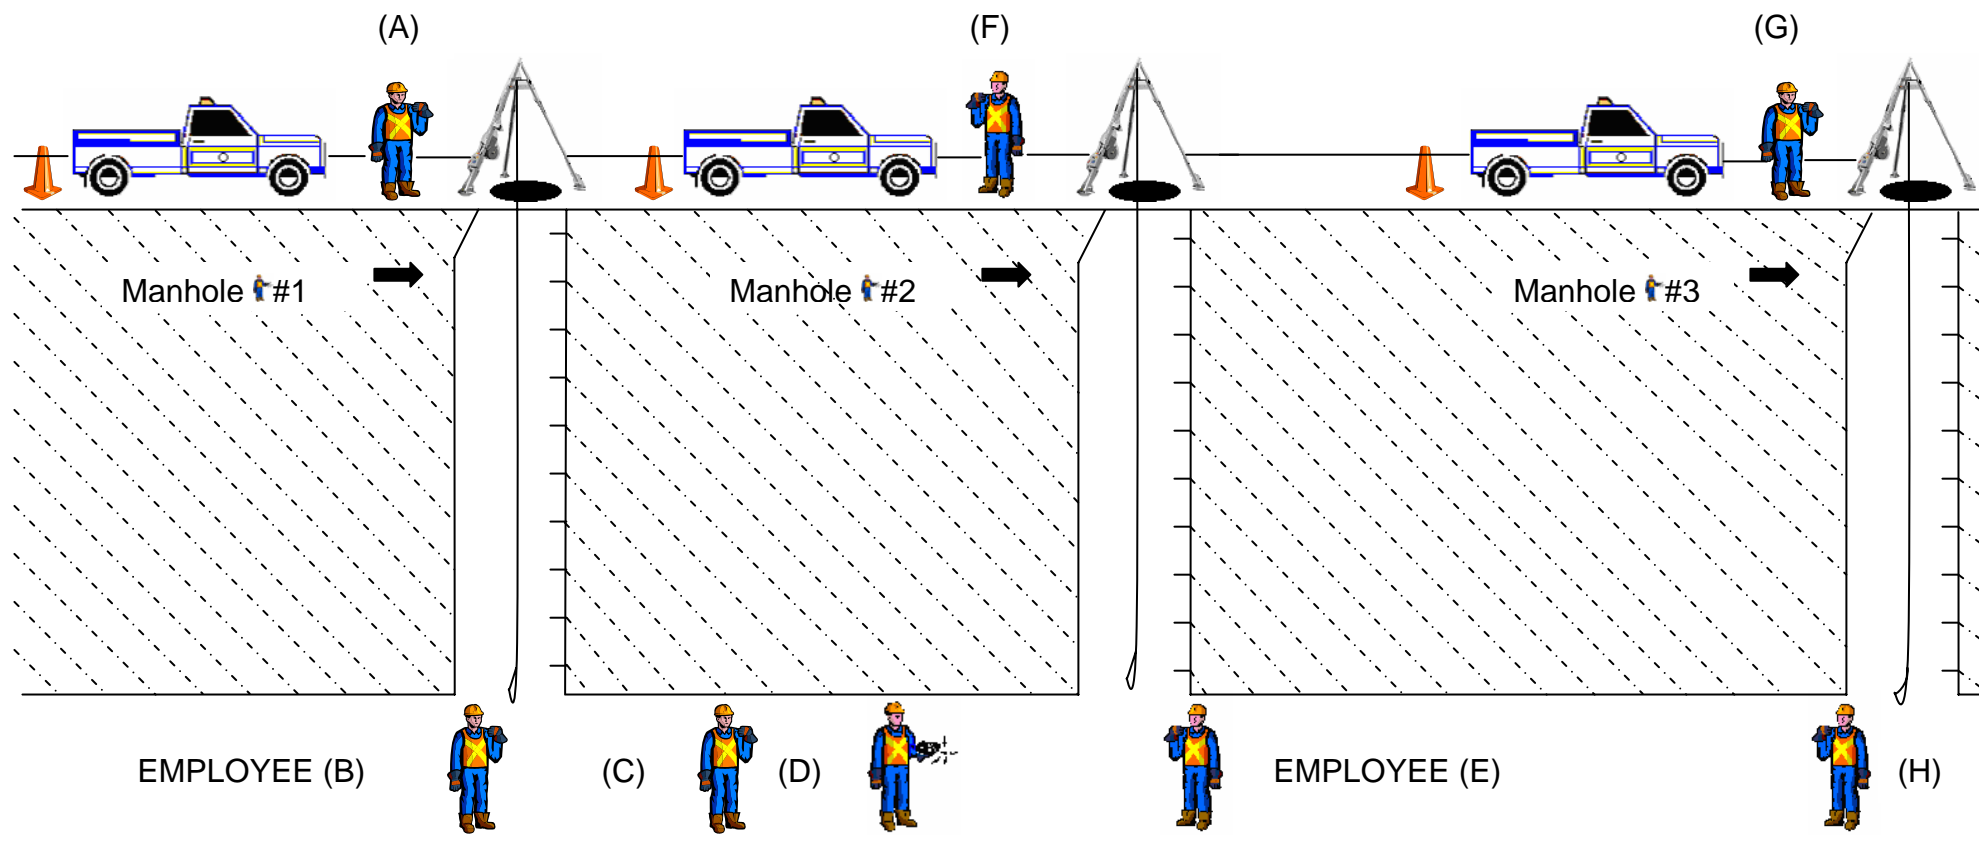 (A)
(F)
(G)
Manhole #1
Manhole #2
Manhole #3
EMPLOYEE (B)
(C)
(D)
EMPLOYEE (E)
(H)